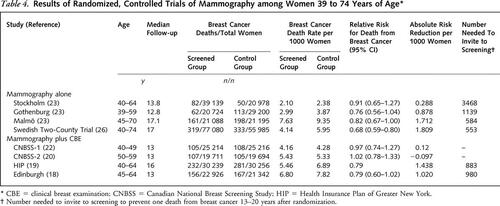 Table 4. Results of Randomized, Controlled Trials of Mammography among Women 39 to 74 Years of Age*
Study (Reference) Age Median Follow-up Breast Cancer Deaths/Total Women Breast Cancer Death Rate per 1000 Women Relative Risk for Death from Breast Cancer (95% CI) Absolute Risk Reduction per 1000 Women Number Needed To Invite to Screening†
Screened Group Control Group Screened Group Control Group
y n/n
Mammography alone
Stockholm (23) 40–64 13.8 82/39 139 50/20 978 2.10 2.38 0.91 (0.65–1.27) 0.288 3468
Gothenburg (23) 39–59 12.8 62/20 724 113/29 200 2.99 3.87 0.76 (0.56–1.04) 0.878 1139
Malmö (23) 45–70 17.1 161/21 088 198/21 195 7.63 9.35 0.82 (0.67–1.00) 1.712 584
Swedish Two-County Trial (26) 40–74 17 319/77 080 333/55 985 4.14 5.95 0.68 (0.59–0.80) 1.809 553
Mammography plus CBE
CNBSS-1 (22) 40–49 13 105/25 214 108/25 216 4.16 4.28 0.97 (0.74–1.27) 0.12 –
CNBSS-2 (20) 50–59 13 107/19 711 105/19 694 5.43 5.33 1.02 (0.78–1.33) −0.097 –
HIP (19) 40–64 16 232/30 239 281/30 256 5.46 6.89 0.79 1.438 883
Edinburgh (18) 45–64 13 156/22 926 167/21 342 6.80 7.82 0.79 (0.60–1.02) 1.020 980
* CBE = clinical breast examination; CNBSS = Canadian National Breast Screening Study; HIP = Health Insurance Plan of Greater New York.
† Number needed to invite to screening to prevent one death from breast cancer 13–20 years after randomization.